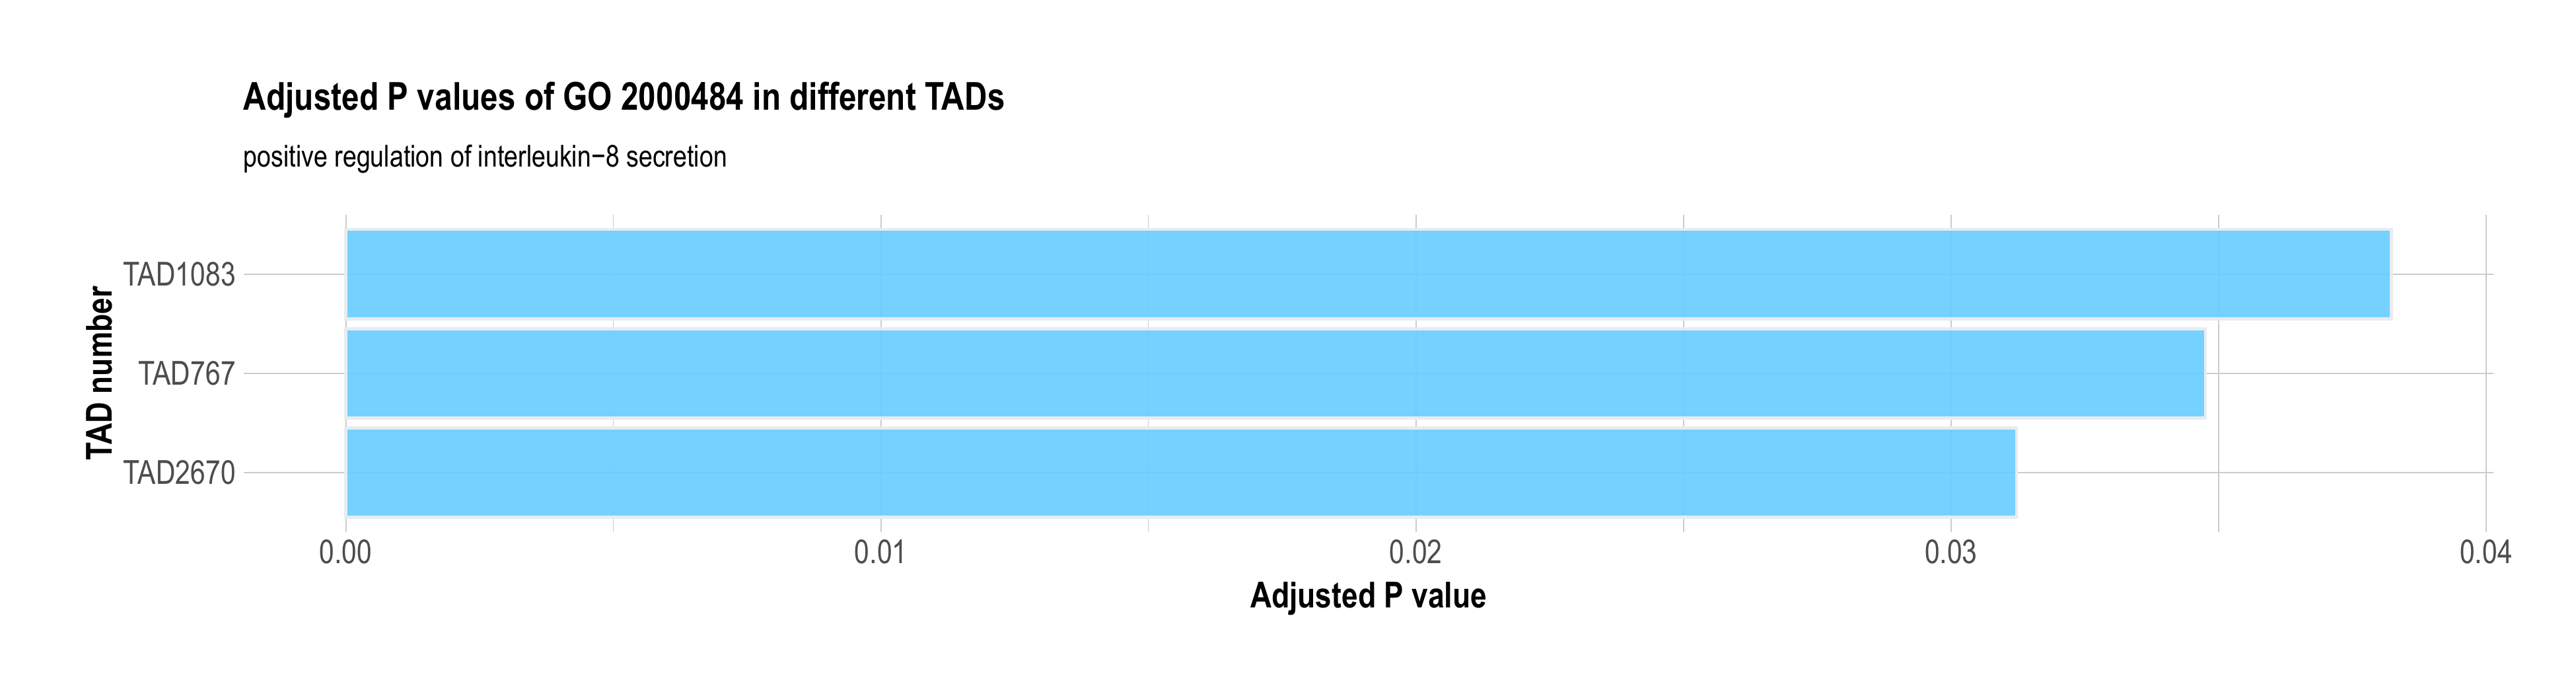 Adjusted P values of GO 2000484 in different TADs
positive regulation of interleukin−8 secretion
TAD number
TAD1083
TAD767
TAD2670
0.00 0.01 0.02 0.03 0.04
Adjusted P value